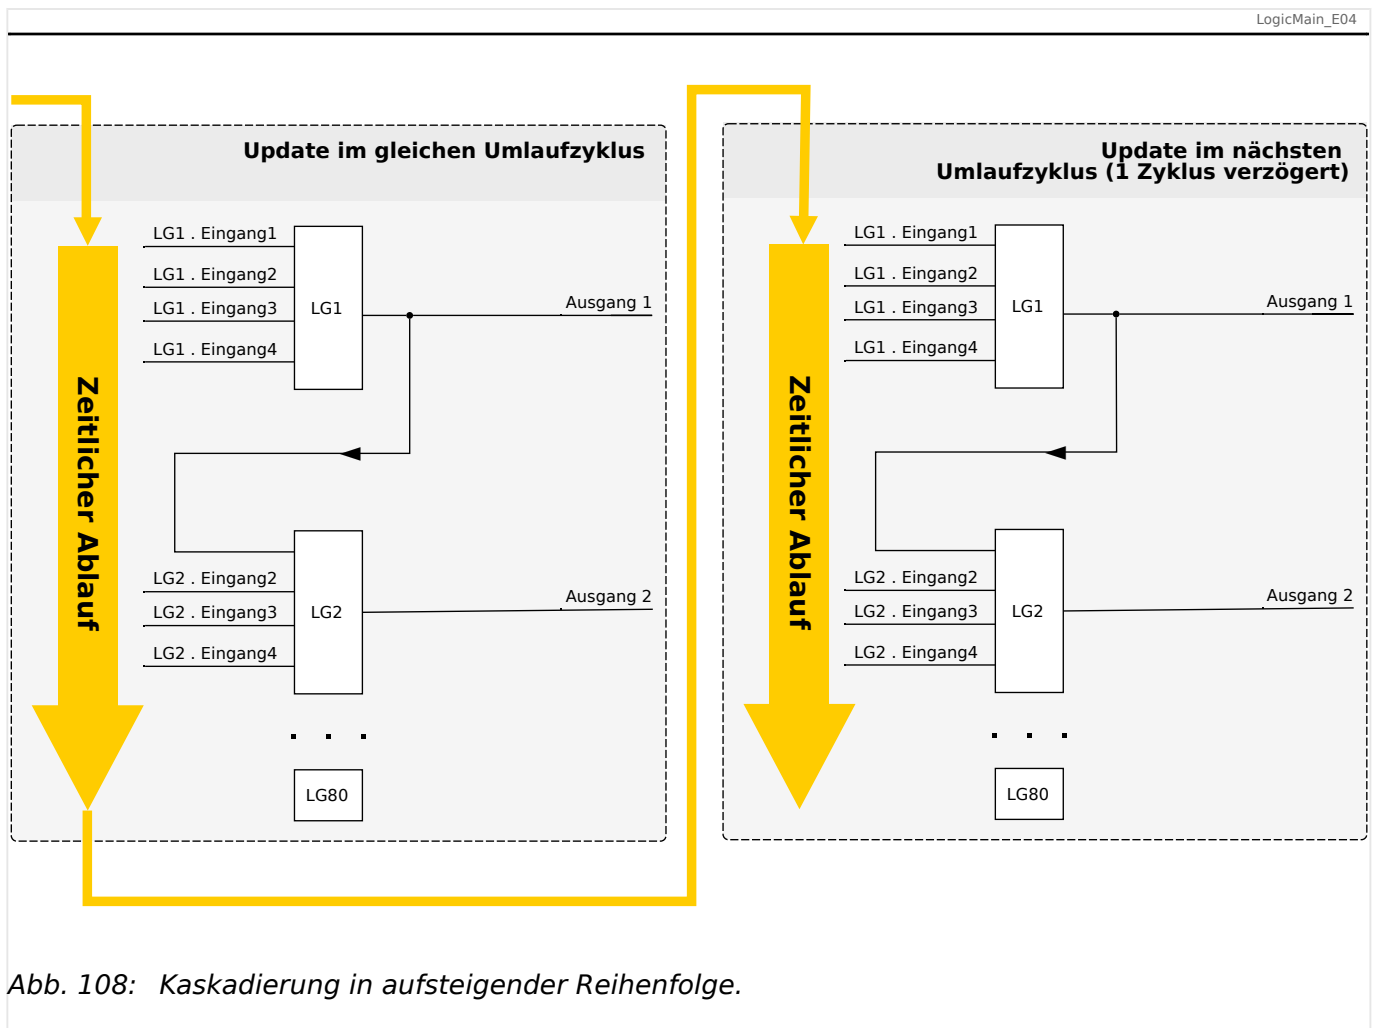 LogicMain_E04
Update im gleichen Umlaufzyklus
LG1 . Eingang1
LG1 . Eingang2
LG1 . Eingang3
LG1 . Eingang4
LG1
Ausgang 1
Zeitlicher Ablauf
LG2 . Eingang2
LG2 . Eingang3
LG2 . Eingang4
LG2
Ausgang 2
. . .
LG80
Update im nächsten
Umlaufzyklus (1 Zyklus verzögert)
LG1 . Eingang1
LG1 . Eingang2
LG1 . Eingang3
LG1 . Eingang4
LG1
Ausgang 1
Zeitlicher Ablauf
LG2 . Eingang2
LG2 . Eingang3
LG2 . Eingang4
LG2
Ausgang 2
. . .
LG80
Abb. 108: Kaskadierung in aufsteigender Reihenfolge.